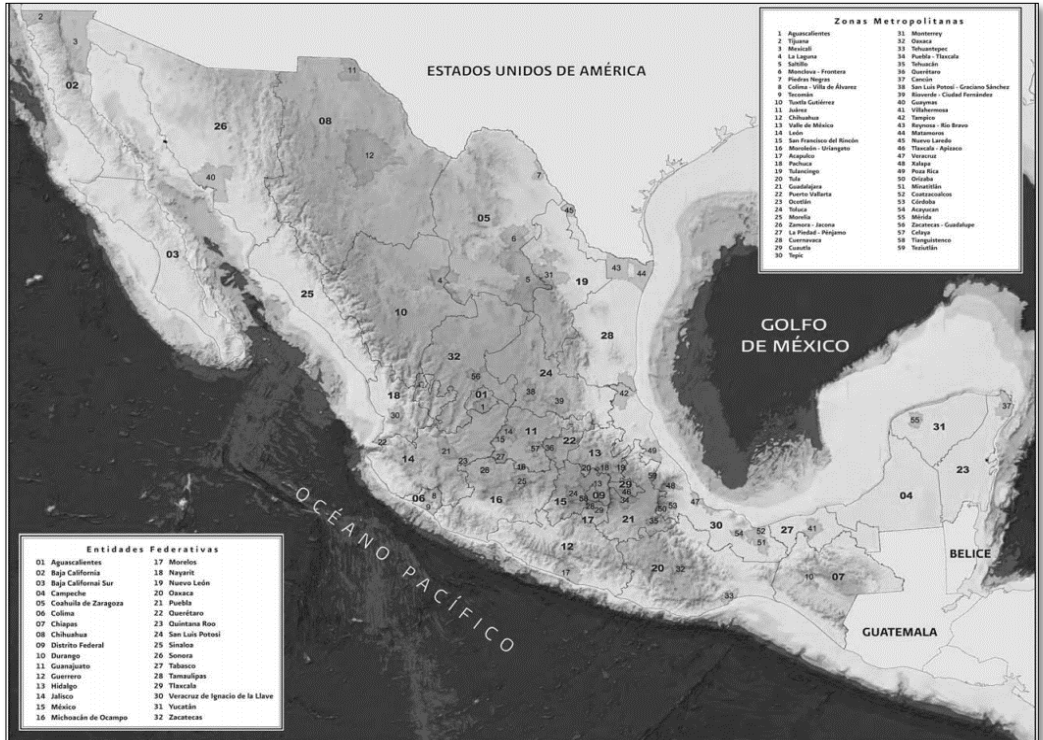 ESTADOS UNIDOS DE AMÉRICA
GOLFO
DE MÉXICO
OCÉANO PACÍFICO
BELICE
GUATEMALA
Zonas Metropolitanas
1 Aguascalientes
2 Tijuana
3 Mexicali
4 La Laguna
5 Saltillo
6 Monclova - Frontera
7 Piedras Negras
8 Colima - Villa de Álvarez
9 Tecomán
10 Tuxtla Gutiérrez
11 Juárez
12 Chihuahua
13 Valle de México
14 León
15 San Francisco del Rincón
16 Moroleón - Uriangato
17 Acapulco
18 Pachuca
19 Tulancingo
20 Tula
21 Guadalajara
22 Puerto Vallarta
23 Ocotlán
24 Toluca
25 Morelia
26 Zamora - Jacona
27 La Piedad - Pénjamo
28 Cuernavaca
29 Cuautla
30 Tepic
31 Monterrey
32 Oaxaca
33 Tehuantepec
34 Puebla - Tlaxcala
35 Tehuacán
36 Querétaro
37 Cancún
38 San Luis Potosí - Graciano Sánchez
39 Rioverde - Ciudad Fernández
40 Guaymas
41 Villahermosa
42 Tampico
43 Reynosa - Río Bravo
44 Matamoros
45 Nuevo Laredo
46 Tlaxcala - Apizaco
47 Veracruz
48 Xalapa
49 Poza Rica
50 Orizaba
51 Minatitlán
52 Coatzacoalcos
53 Córdoba
54 Acayucan
55 Mérida
56 Zacatecas - Guadalupe
57 Celaya
58 Tianguistenco
59 Teziutlán
Entidades Federativas
01 Aguascalientes
02 Baja California
03 Baja Californai Sur
04 Campeche
05 Coahuila de Zaragoza
06 Colima
07 Chiapas
08 Chihuahua
09 Distrito Federal
10 Durango
11 Guanajuato
12 Guerrero
13 Hidalgo
14 Jalisco
15 México
16 Michoacán de Ocampo
17 Morelos
18 Nayarit
19 Nuevo León
20 Oaxaca
21 Puebla
22 Querétaro
23 Quintana Roo
24 San Luis Potosí
25 Sinaloa
26 Sonora
27 Tabasco
28 Tamaulipas
29 Tlaxcala
30 Veracruz de Ignacio de la Llave
31 Yucatán
32 Zacatecas